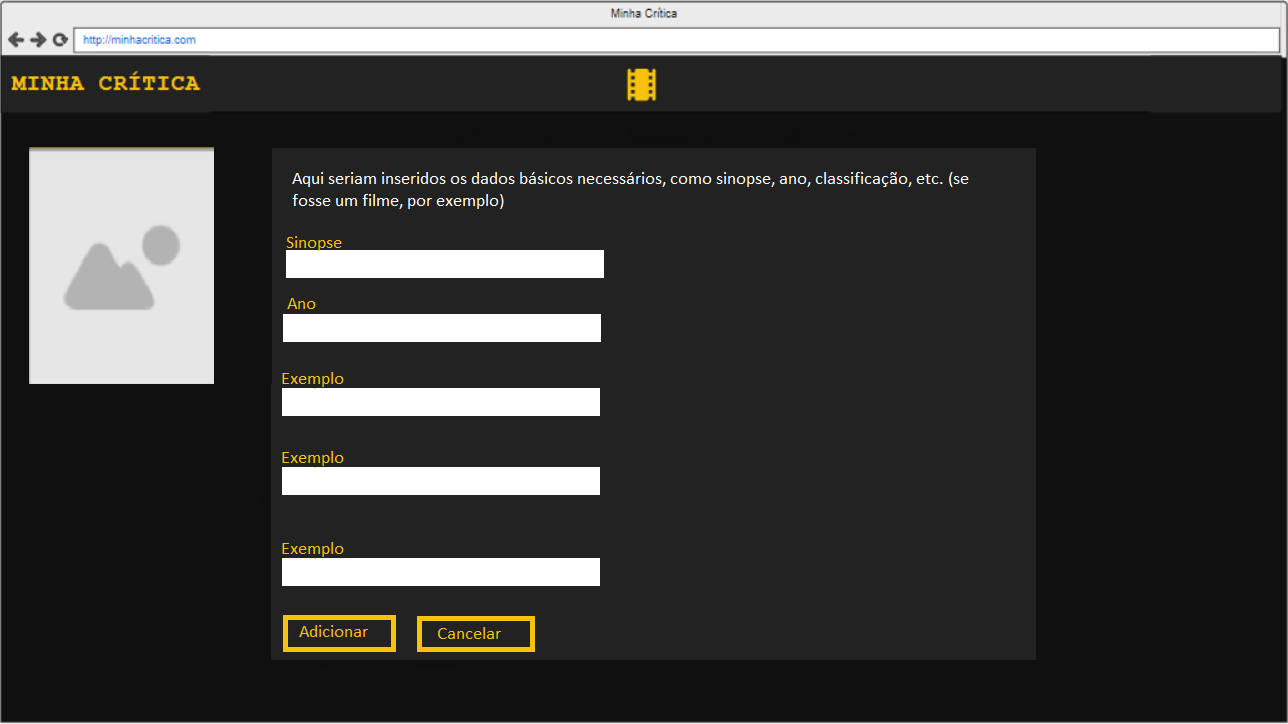 Minha Crítica
http://minhacritica.com
MINHA CRÍTICA
Aqui seriam inseridos os dados básicos necessários, como sinopse, ano, classificação, etc. (se
fosse um filme, por exemplo)
Sinopse
Ano
Exemplo
Exemplo
Exemplo
Adicionar
Cancelar